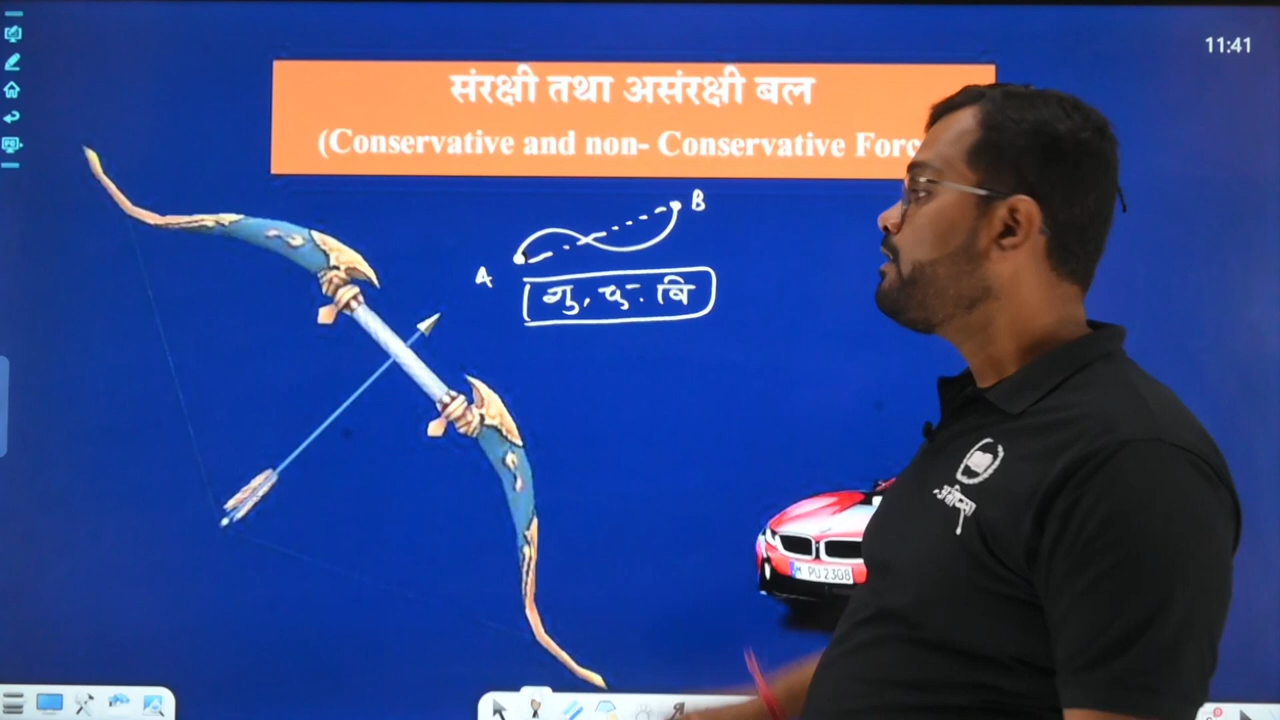 11:41
संरक्षी तथा असंरक्षी बल
(Conservative and non- Conservative Forc
B
A
गु. चु. वि
M PU 2308